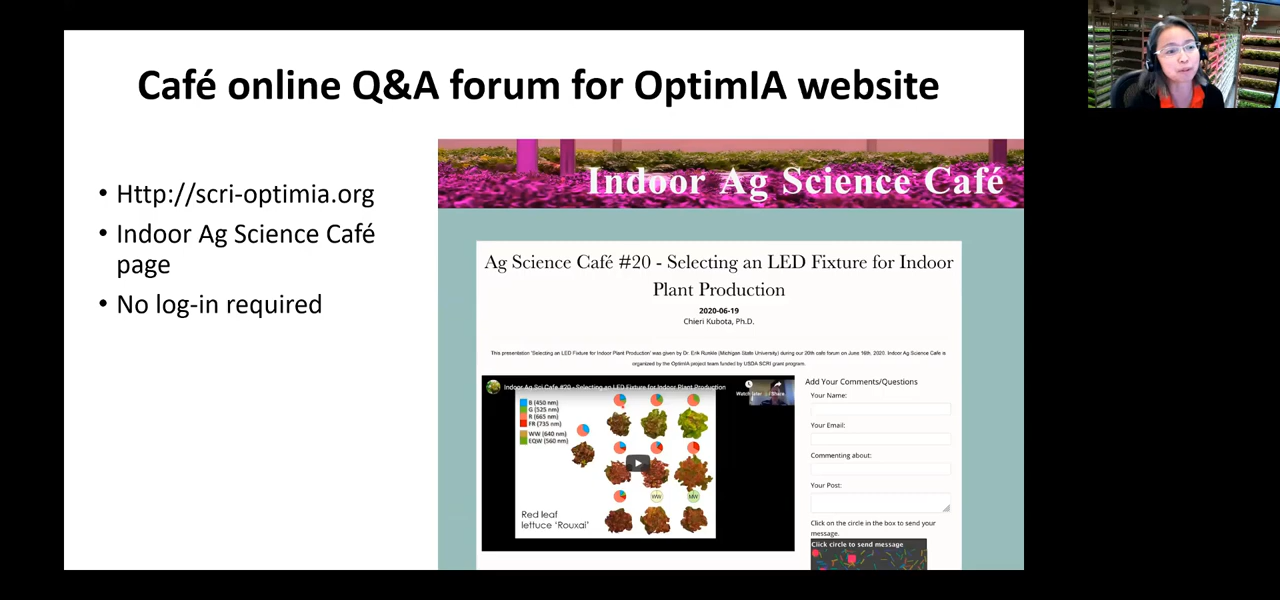 Café online Q&A forum for OptimIA website
• Http://scri-optimia.org
• Indoor Ag Science Café
page
• No log-in required
Indoor Ag Science Café
Ag Science Café #20 - Selecting an LED Fixture for Indoor
Plant Production
2020-06-19
Chieri Kubota, Ph.D.
This presentation 'Selecting an LED Fixture for Indoor Plant Production' was given by Dr. Erik Runkle (Michigan State University) during our 20th cafe forum on June 16th, 2020. Indoor Ag Science Cafe is
organized by the OptimIA project team funded by USDA SCRI grant program.
Indoor Ag Sci Cafe #20 - Selecting an LED Fixture for Indoor Plant Production
Watch later
Share
B (450 nm)
G (525 nm)
R (665 nm)
FR (735 nm)
WW (640 nm)
EQW (560 nm)
WW
MW
Red leaf
lettuce 'Rouxai'
Add Your Comments/Questions
Your Name:
Your Email:
Commenting about:
Your Post:
Click on the circle in the box to send your
message.
Click circle to send message